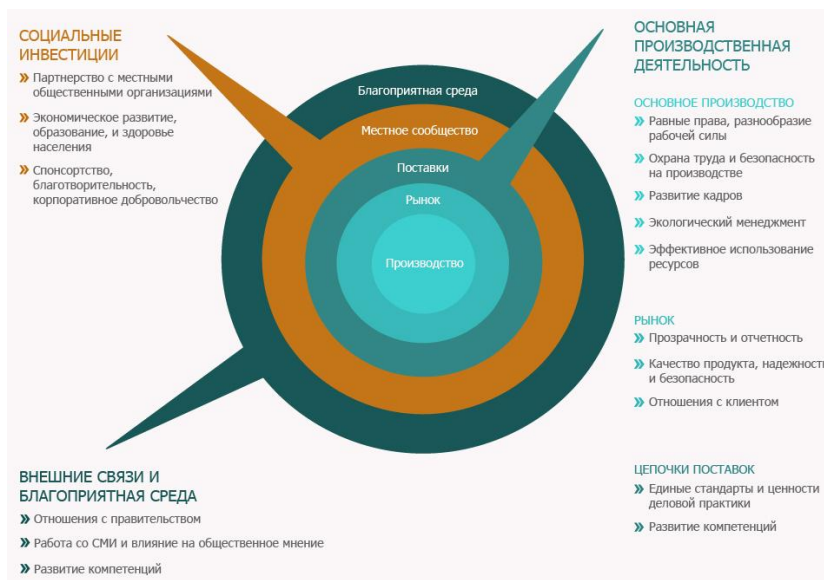 СОЦИАЛЬНЫЕ
ИНВЕСТИЦИИ
Партнерство с местными
общественными организациями
Экономическое развитие,
образование, и здоровье
населения
Спонсортство,
благотворительность,
корпоративное добровольчество
Благоприятная среда
Местное сообщество
Поставки
Рынок
Производство
ОСНОВНАЯ
ПРОИЗВОДСТВЕННАЯ
ДЕЯТЕЛЬНОСТЬ
ОСНОВНОЕ ПРОИЗВОДСТВО
Равные права, разнообразие
рабочей силы
Охрана труда и безопасность
на производстве
Развитие кадров
Экологический менеджмент
Эффективное использование
ресурсов
РЫНОК
Прозрачность и отчетность
Качество продукта, надежность
и безопасность
Отношения с клиентом
ЦЕПОЧКИ ПОСТАВОК
Единые стандарты и ценности
деловой практики
Развитие компетенций
ВНЕШНИЕ СВЯЗИ И
БЛАГОПРИЯТНАЯ СРЕДА
Отношения с правительством
Работа со СМИ и влияние на общественное мнение
Развитие компетенций